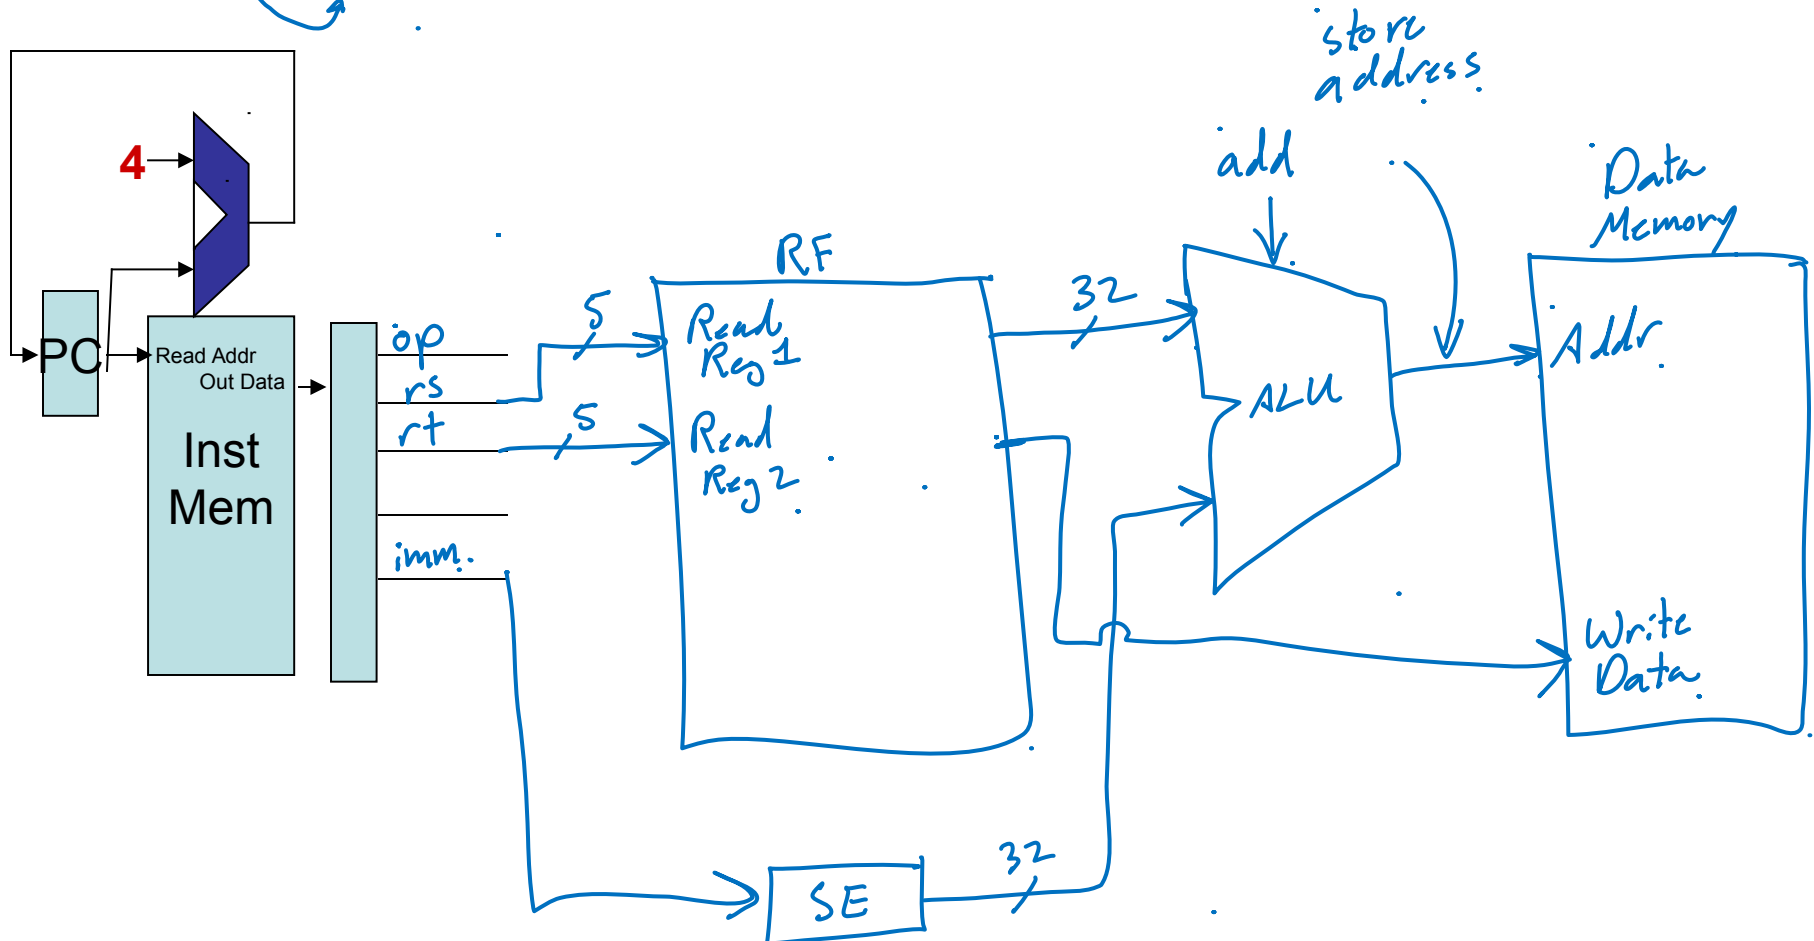 store
address
add
Data
Memory
4
RF
PC
Read Addr
Out Data
Inst
Mem
op
rs
rt
imm.
5
5
Read
Reg 1
Read
Reg 2
32
ALU
Addr.
Write
Data
SE
32